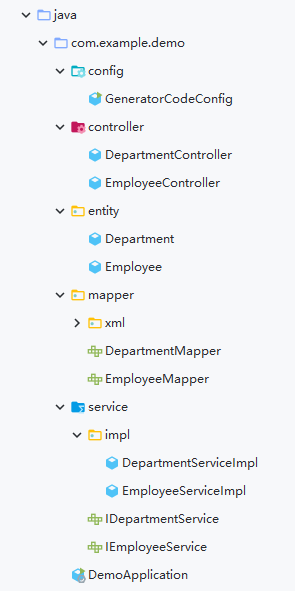 java
com.example.demo
config
GeneratorCodeConfig
controller
DepartmentController
EmployeeController
entity
Department
Employee
mapper
xml
DepartmentMapper
EmployeeMapper
service
impl
DepartmentServiceImpl
EmployeeServiceImpl
IDepartmentService
IEmployeeService
DemoApplication